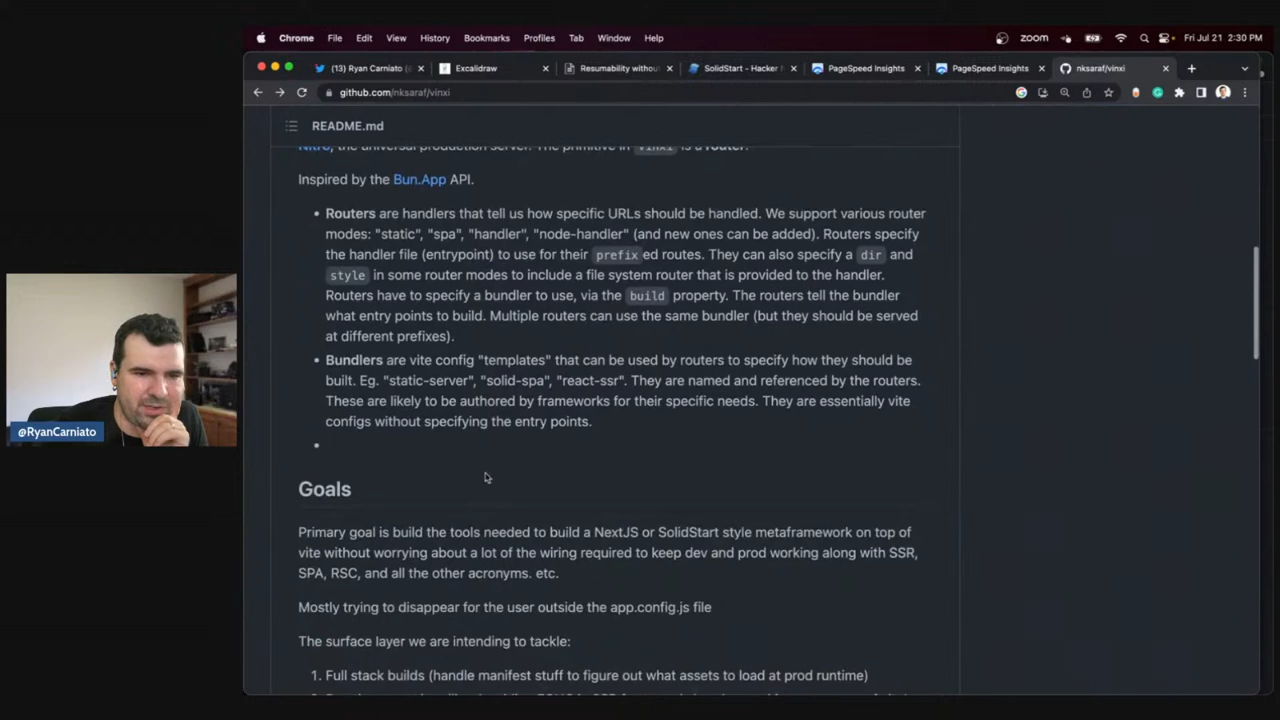 Chrome File Edit View History Bookmarks Profiles Tab Window Help
zoom Fri Jul 21 2:30 PM
(13) Ryan Carniato (
Excalidraw
Resumability withou
SolidStart - Hacker
PageSpeed Insights
PageSpeed Insights
nksaraf/vinxi
github.com/nksaraf/vinxi
README.md
Nitro, the universal production server. The primitive in vinxi is a router.
Inspired by the Bun.App API.
• Routers are handlers that tell us how specific URLs should be handled. We support various router
modes: "static", "spa", "handler", "node-handler" (and new ones can be added). Routers specify
the handler file (entrypoint) to use for their prefix ed routes. They can also specify a dir and
style in some router modes to include a file system router that is provided to the handler.
Routers have to specify a bundler to use, via the build property. The routers tell the bundler
what entry points to build. Multiple routers can use the same bundler (but they should be served
at different prefixes).
• Bundlers are vite config "templates" that can be used by routers to specify how they should be
built. Eg. "static-server", "solid-spa", "react-ssr". They are named and referenced by the routers.
These are likely to be authored by frameworks for their specific needs. They are essentially vite
configs without specifying the entry points.
•
@RyanCarniato
Goals
Primary goal is build the tools needed to build a NextJS or SolidStart style metaframework on top of
vite without worrying about a lot of the wiring required to keep dev and prod working along with SSR,
SPA, RSC, and all the other acronyms. etc.
Mostly trying to disappear for the user outside the app.config.js file
The surface layer we are intending to tackle:
1. Full stack builds (handle manifest stuff to figure out what assets to load at prod runtime)